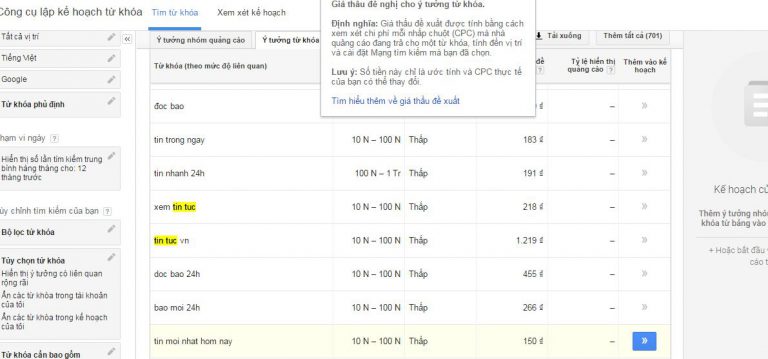 Công cụ lập kế hoạch từ khóa
Tìm từ khóa
Xem xét kế hoạch
Tất cả vị trí
Tiếng Việt
Google
Từ khóa phủ định
hạm vi ngày [?]
Hiển thị số lần tìm kiếm trung
bình hàng tháng cho: 12
tháng trước
ùy chỉnh tìm kiếm của bạn [?]
Bộ lọc từ khóa
Tùy chọn từ khóa
Hiển thị ý tưởng có liên quan
rộng rãi
Ẩn các từ khóa trong tài khoản
của tôi
Ẩn các từ khóa trong kế hoạch
của tôi
Từ khóa cần bao gồm
Ý tưởng nhóm quảng cáo
Ý tưởng từ khóa
Giá thầu đề nghị cho ý tưởng từ khóa.
Định nghĩa: Giá thầu đề xuất được tính bằng cách
xem xét chi phí mỗi nhấp chuột (CPC) mà nhà
quảng cáo đang trả cho một từ khóa, tính đến vị trí
và cài đặt Mạng tìm kiếm mà bạn đã chọn.
Lưu ý: Số tiền này chỉ là ước tính và CPC thực tế
của bạn có thể thay đổi.
Tìm hiểu thêm về giá thầu đề xuất
Tải xuống
Thêm tất cả (701)
Từ khóa (theo mức độ liên quan)
đề [?]
Tỷ lệ hiển thị
quảng cáo [?]
Thêm vào kế
hoạch
đoc bao đ – »
tin trong ngay 10 N – 100 N Thấp 183 đ – »
tin nhanh 24h 100 N – 1 Tr Thấp 191 đ – »
xem tin tuc 10 N – 100 N Thấp 218 đ – »
tin tuc vn 10 N – 100 N Thấp 1.219 đ – »
doc bao 24h 10 N – 100 N Thấp 455 đ – »
bao moi 24h 10 N – 100 N Thấp 266 đ – »
tin moi nhat hom nay 10 N – 100 N Thấp 150 đ – »
Kế hoạch củ
Thêm ý tưởng nhón
khóa từ bảng vào
+ Hoặc bắt đầu
cáo t